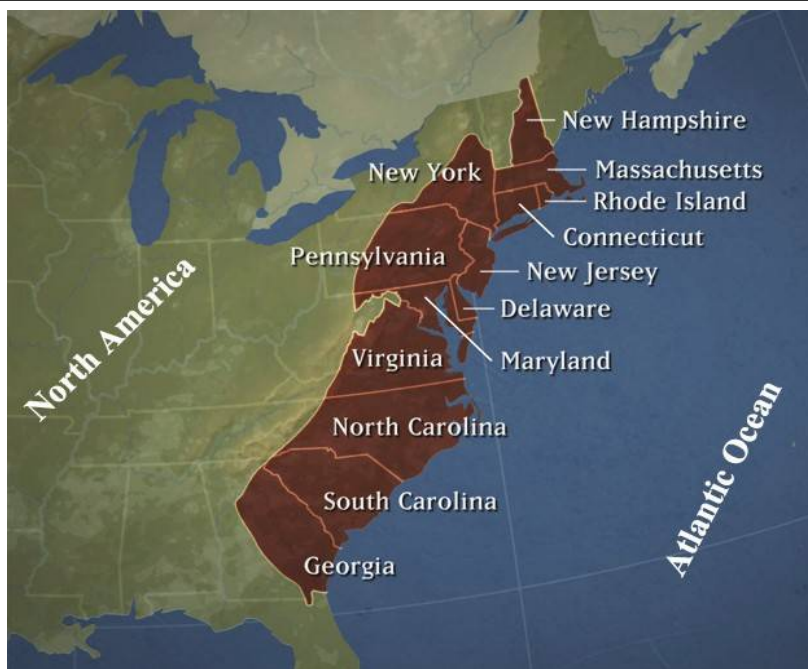 New Hampshire
New York
Massachusetts
Rhode Island
Connecticut
Pennsylvania
New Jersey
Delaware
North America
Virginia
Maryland
North Carolina
Atlantic Ocean
South Carolina
Georgia